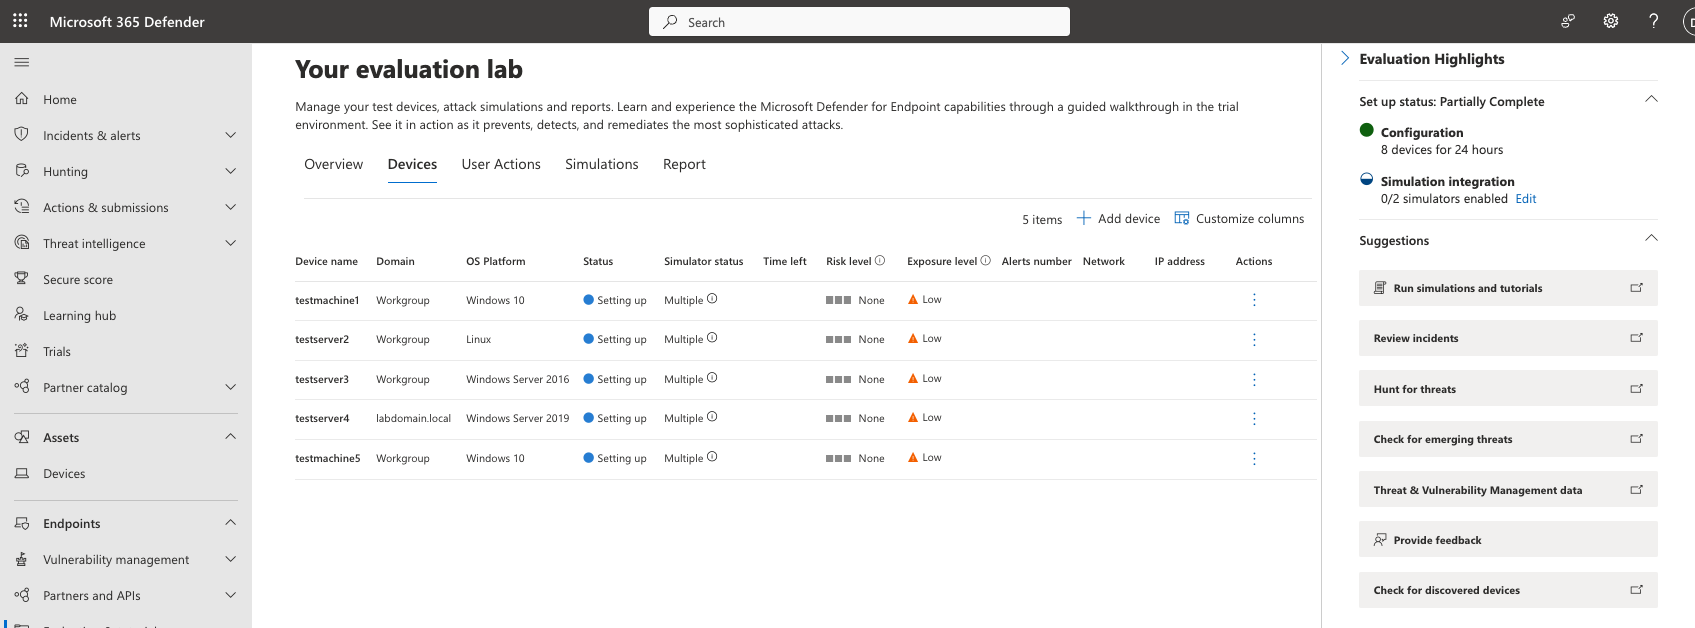 Microsoft 365 Defender
Search
Home
Incidents & alerts
Hunting
Actions & submissions
Threat intelligence
Secure score
Learning hub
Trials
Partner catalog
Assets
Devices
Endpoints
Vulnerability management
Partners and APIs
Your evaluation lab
Manage your test devices, attack simulations and reports. Learn and experience the Microsoft Defender for Endpoint capabilities through a guided walkthrough in the trial
environment. See it in action as it prevents, detects, and remediates the most sophisticated attacks.
Overview Devices User Actions Simulations Report
5 items Add device Customize columns
Device name Domain OS Platform Status Simulator status Time left Risk level Exposure level Alerts number Network IP address Actions
testmachine1 Workgroup Windows 10 Setting up Multiple None Low
testserver2 Workgroup Linux Setting up Multiple None Low
testserver3 Workgroup Windows Server 2016 Setting up Multiple None Low
testserver4 labdomain.local Windows Server 2019 Setting up Multiple None Low
testmachine5 Workgroup Windows 10 Setting up Multiple None Low
Evaluation Highlights
Set up status: Partially Complete
Configuration
8 devices for 24 hours
Simulation integration
0/2 simulators enabled Edit
Suggestions
Run simulations and tutorials
Review incidents
Hunt for threats
Check for emerging threats
Threat & Vulnerability Management data
Provide feedback
Check for discovered devices